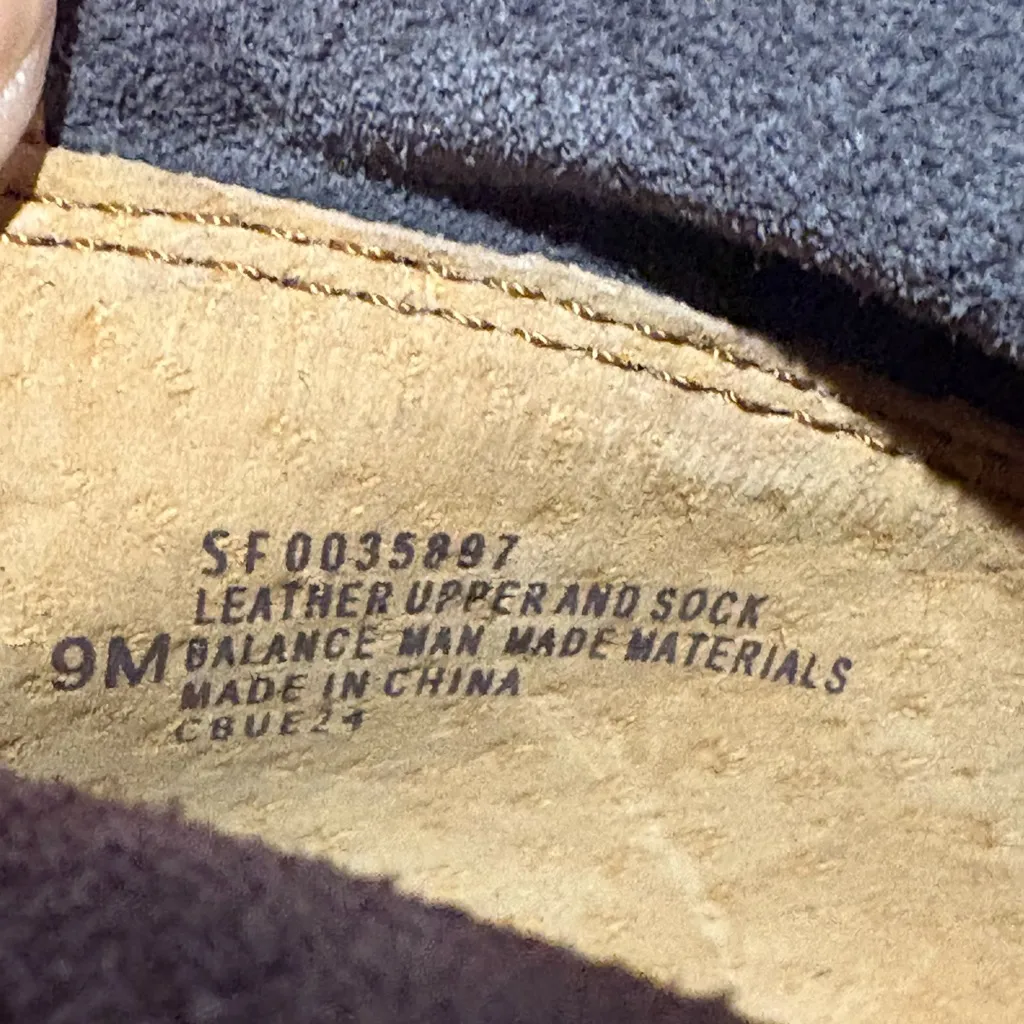 SF0035897
LEATHER UPPER AND SOCK
9M BALANCE MAN MADE MATERIALS
MADE IN CHINA
CBUE24